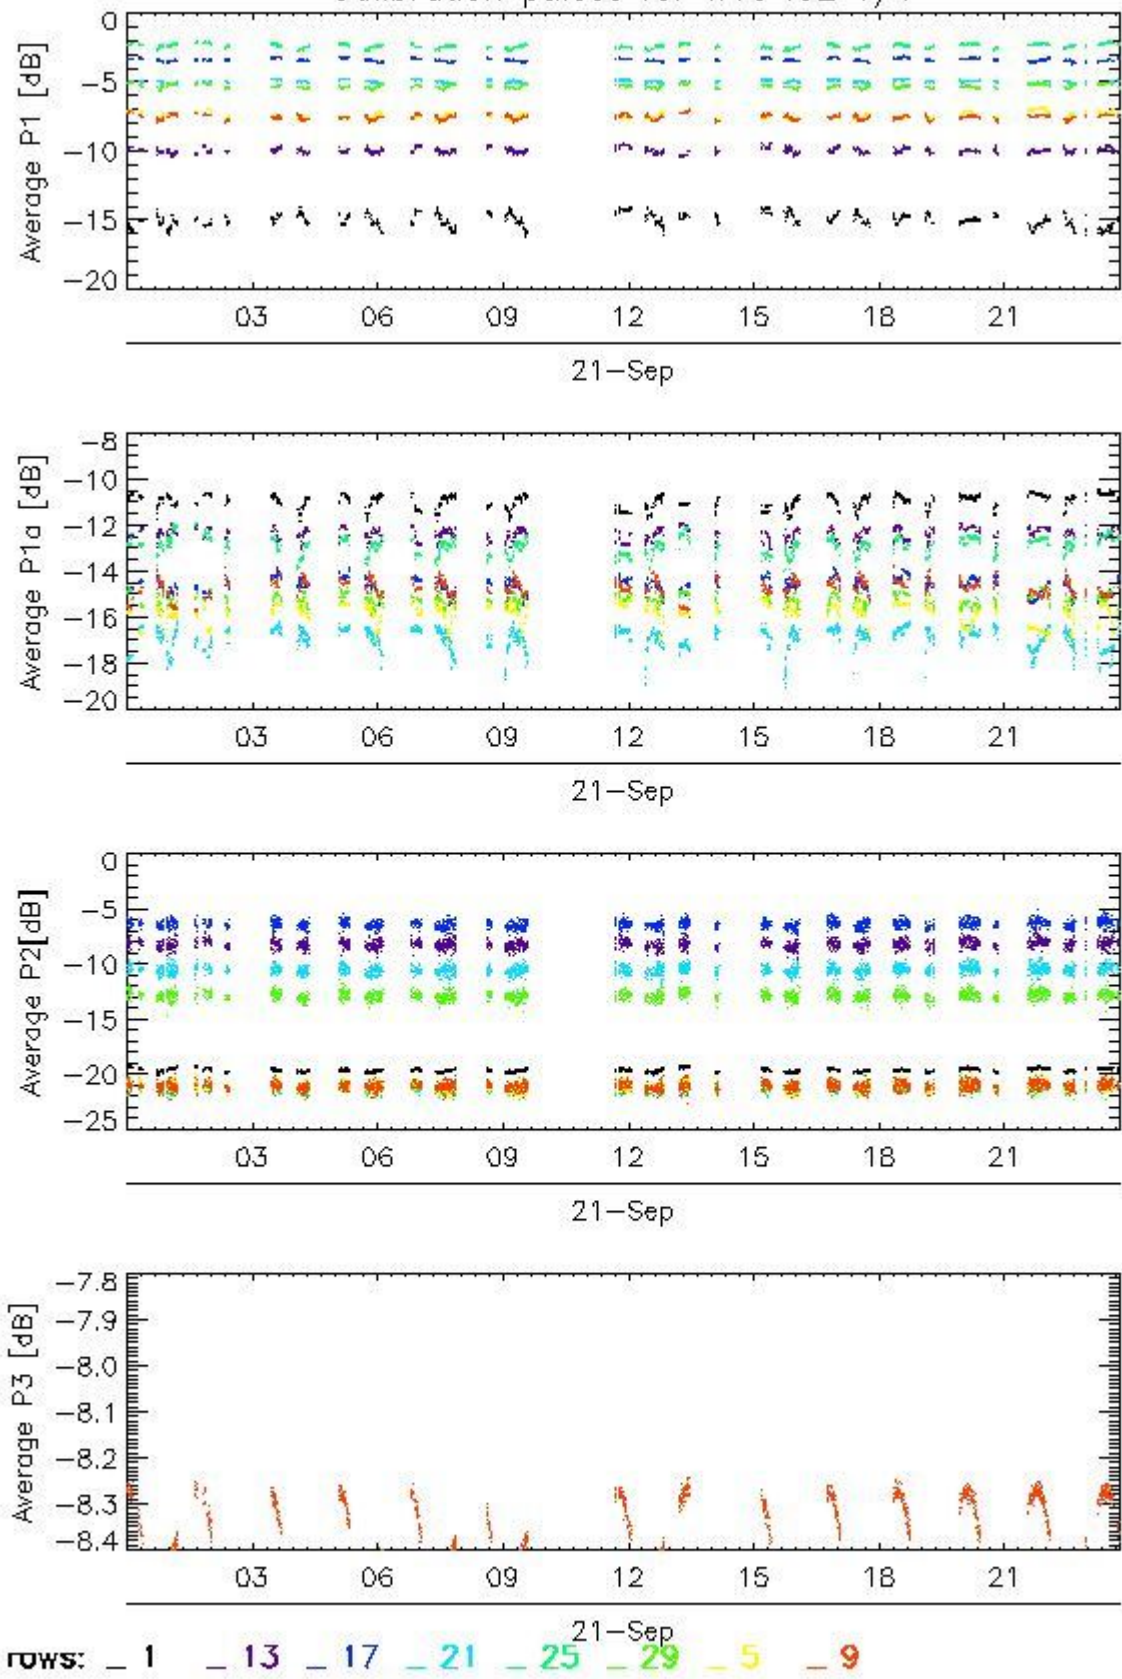 0
−5
−10
−15
−20
Average P1 [dB]
03 06 09 12 15 18 21
21−Sep
−8
−10
−12
−14
−16
−18
−20
Average P1a [dB]
03 06 09 12 15 18 21
21−Sep
0
−5
−10
−15
−20
−25
Average P2[dB]
03 06 09 12 15 18 21
21−Sep
−7.8
−7.9
−8.0
−8.1
−8.2
−8.3
−8.4
Average P3 [dB]
03 06 09 12 15 18 21
21−Sep
rows: _ 1 _ 13 _ 17 _ 21 _ 25 _ 29 _ 5 _ 9